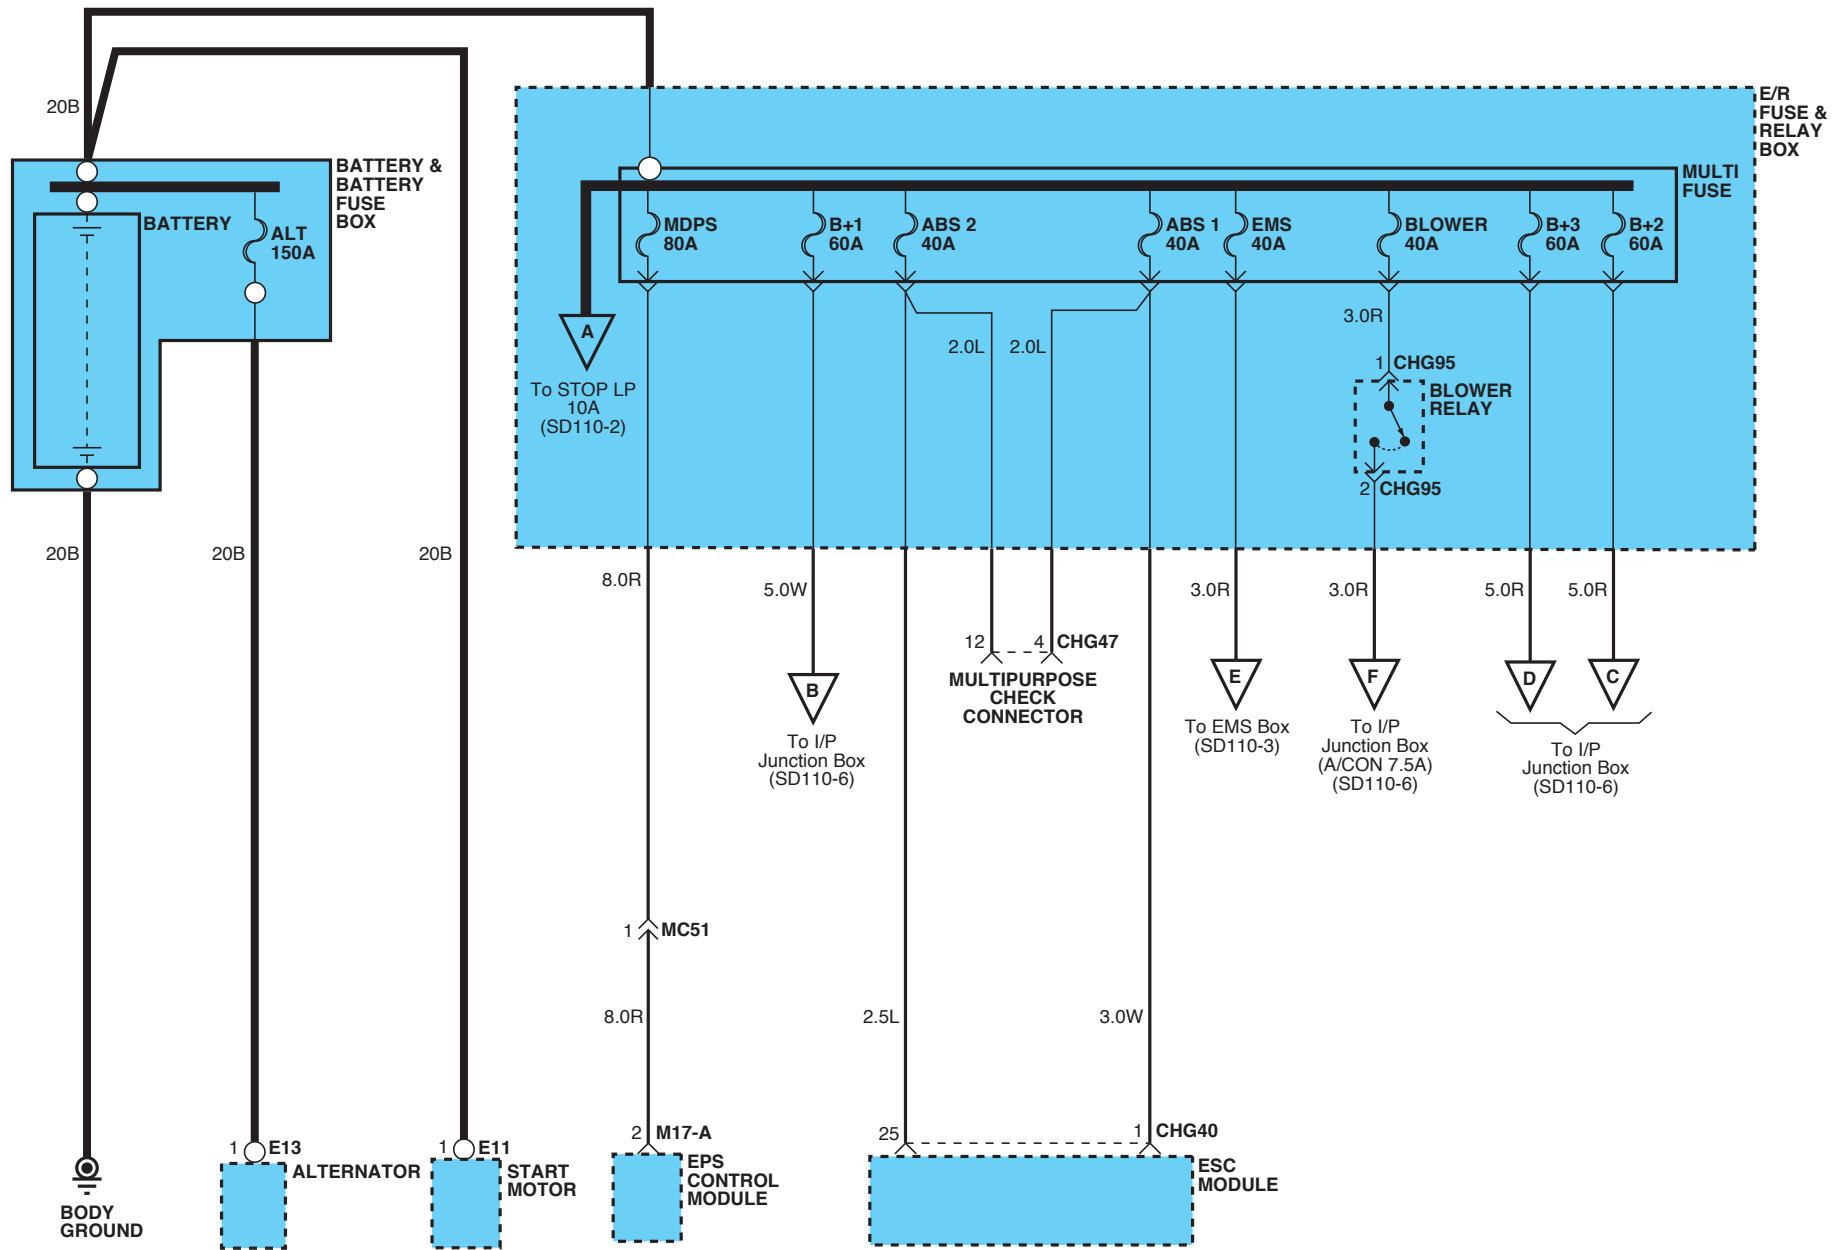 20B
BATTERY &
BATTERY
FUSE
BOX
BATTERY
ALT
150A
E/R
FUSE &
RELAY
BOX
MULTI
FUSE
MDPS
80A
B+1
60A
ABS 2
40A
ABS 1
40A
EMS
40A
BLOWER
40A
B+3
60A
B+2
60A
A
To STOP LP
10A
(SD110-2)
2.0L
2.0L
3.0R
1 CHG95
BLOWER
RELAY
2 CHG95
20B
20B
20B
8.0R
5.0W
3.0R
3.0R
5.0R
5.0R
12
4 CHG47
MULTIPURPOSE
CHECK
CONNECTOR
B
To I/P
Junction Box
(SD110-6)
E
To EMS Box
(SD110-3)
F
To I/P
Junction Box
(A/CON 7.5A)
(SD110-6)
D
C
To I/P
Junction Box
(SD110-6)
1 MC51
8.0R
2.5L
3.0W
BODY
GROUND
1 E13
ALTERNATOR
1 E11
START
MOTOR
2 M17-A
EPS
CONTROL
MODULE
25
1 CHG40
ESC
MODULE